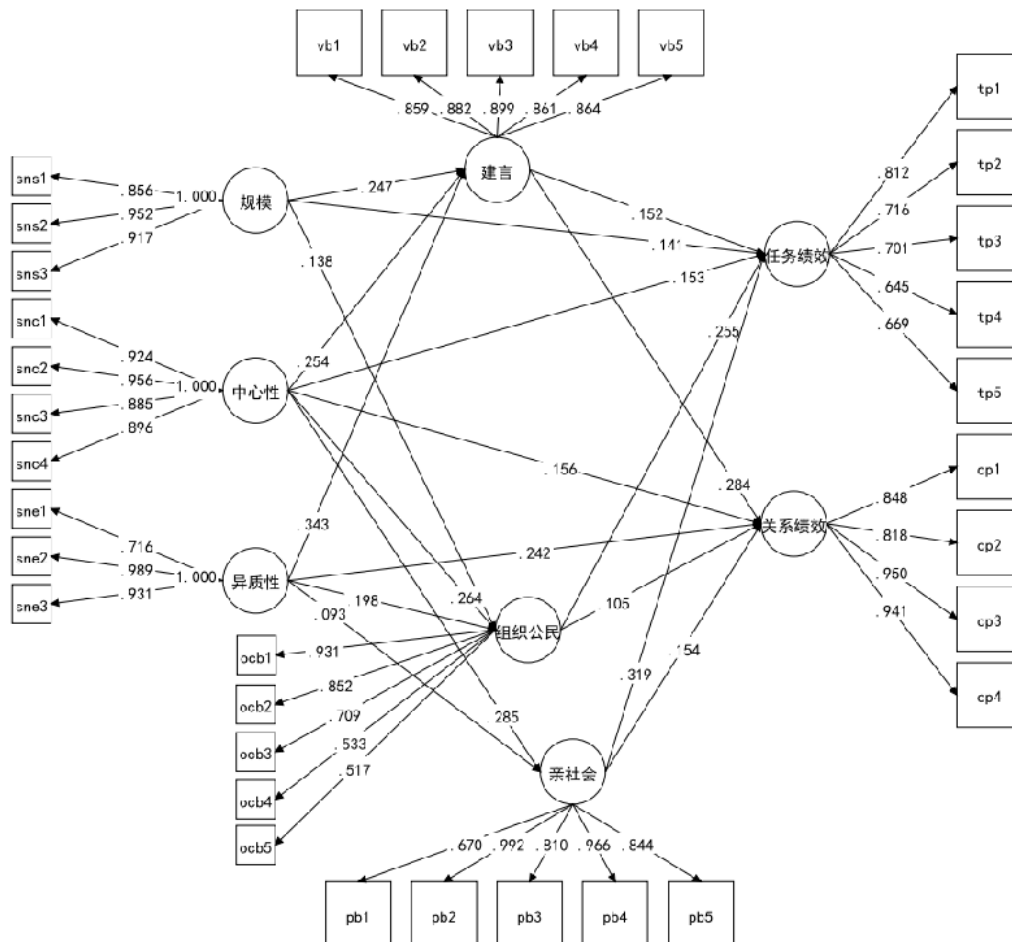 vb1 vb2 vb3 vb4 vb5
.859 .882 .899 .861 .864
建言
sns1
sns2
sns3
.856
.952
.917
1.000
规模
.247
.138
.152
.141
.153
任务绩效
.812
.716
.701
.645
.669
tp1
tp2
tp3
tp4
tp5
snc1
snc2
snc3
snc4
.924
.956
.885
.896
1.000
中心性
.254
.255
.156
.284
关系绩效
.848
.818
.950
.941
cp1
cp2
cp3
cp4
sne1
sne2
sne3
.716
.989
.931
1.000
异质性
.343
.242
.198
.264
.093
.105
.154
.319
.285
组织公民
ocb1
ocb2
ocb3
ocb4
ocb5
.931
.852
.709
.533
.517
亲社会
.670 .992 .810 .966 .844
pb1 pb2 pb3 pb4 pb5